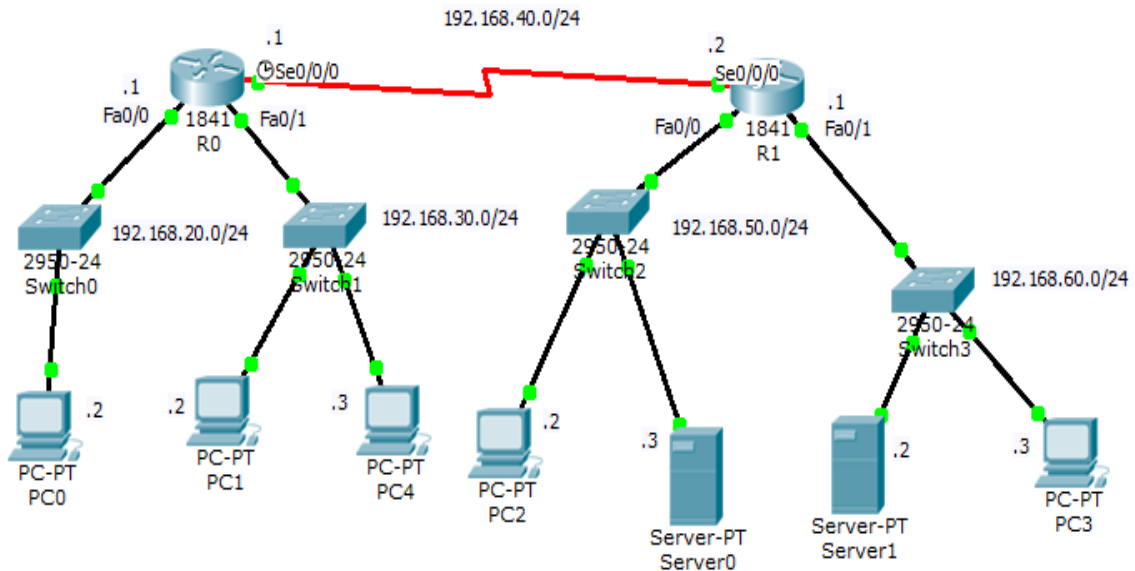 192.168.40.0/24
.1
Se0/0/0
.2
Se0/0/0
.1
Fa0/0
Fa0/1
1841
R0
Fa0/0
1841
R1
.1
Fa0/1
192.168.20.0/24
2950-24
Switch0
192.168.30.0/24
2950-24
Switch1
192.168.50.0/24
2950-24
Switch2
192.168.60.0/24
2950-24
Switch3
.2
PC-PT
PC0
.2
PC-PT
PC1
.3
PC-PT
PC4
.2
PC-PT
PC2
.3
Server-PT
Server0
.2
Server-PT
Server1
.3
PC-PT
PC3